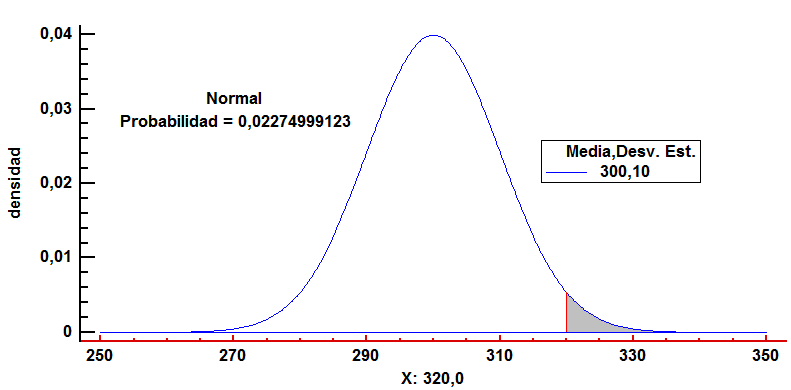 0,04
Normal
0,03
Probabilidad = 0,02274999123
Media,Desv. Est.
300,10
densidad
0,02
0,01
0
250
270
290
310
330
350
X: 320,0